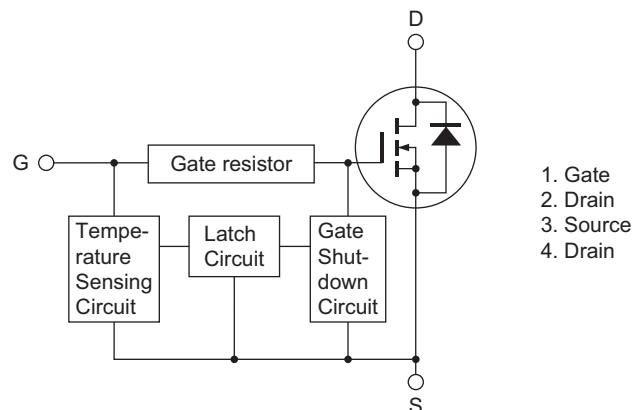 D
G
Gate resistor
Tempe-
rature
Sensing
Circuit
Latch
Circuit
Gate
Shut-
down
Circuit
S
1. Gate
2. Drain
3. Source
4. Drain